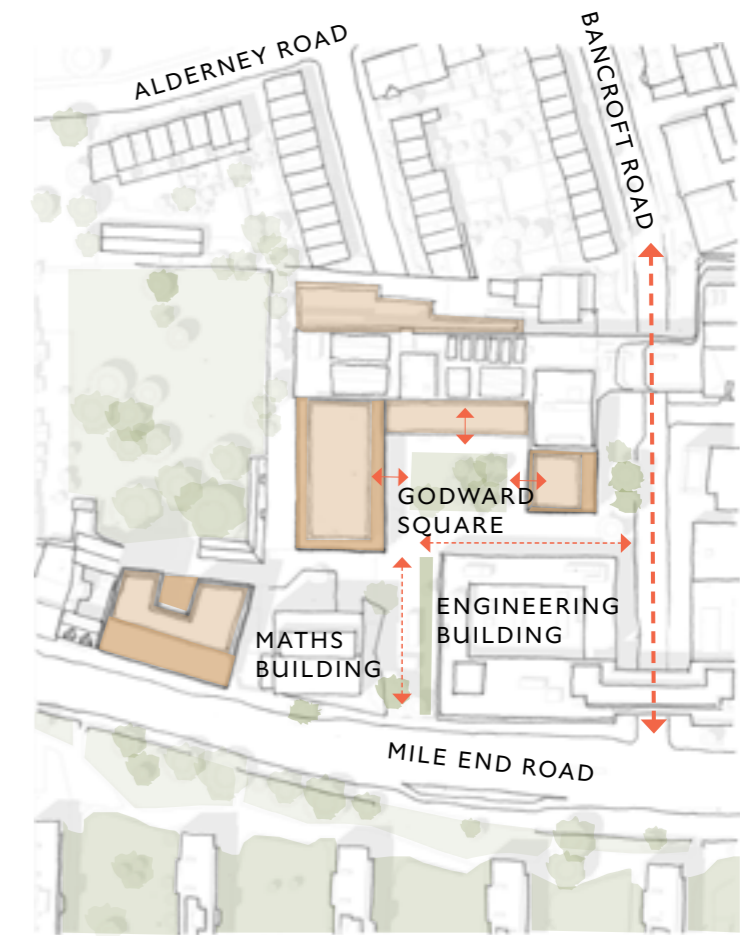 ALDERNEY ROAD
BANCROFT ROAD
GODWARD
SQUARE
ENGINEERING
BUILDING
MATHS
BUILDING
MILE END ROAD